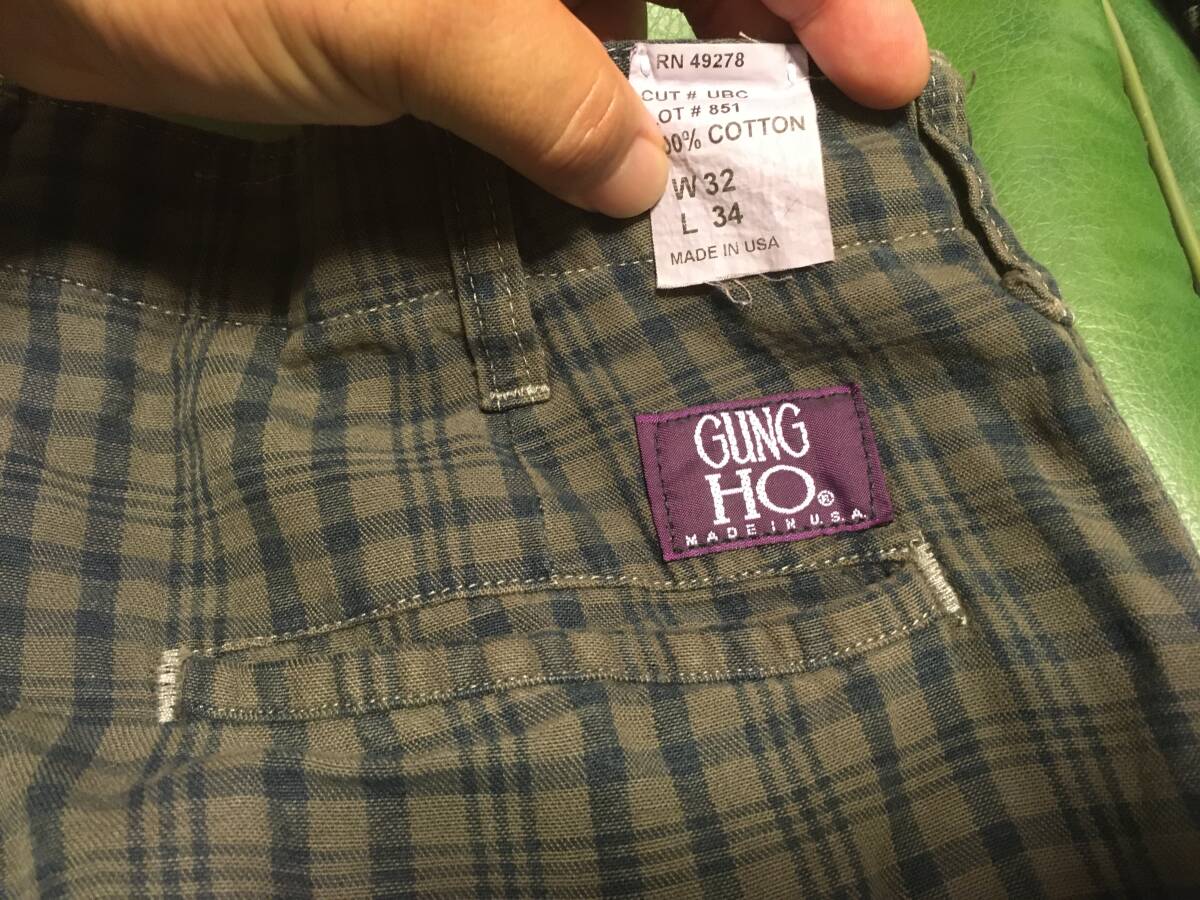 RN 49278
CUT # UBC
OT # 851
00% COTTON
W 32
L 34
MADE IN USA
GUNG
HO®
MADE IN U.S.A.